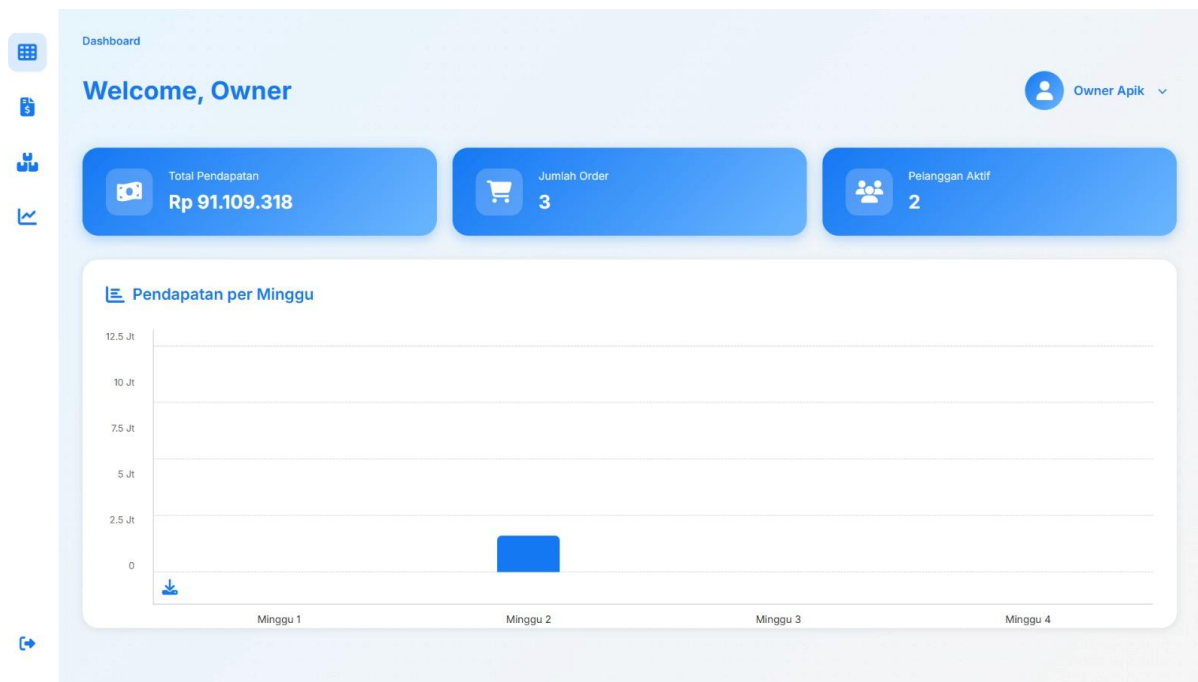 Dashboard
Welcome, Owner
Owner Apik
Total Pendapatan
Rp 91.109.318
Jumlah Order
3
Pelanggan Aktif
2
Pendapatan per Minggu
12.5 Jt
10 Jt
7.5 Jt
5 Jt
2.5 Jt
0
Minggu 1
Minggu 2
Minggu 3
Minggu 4